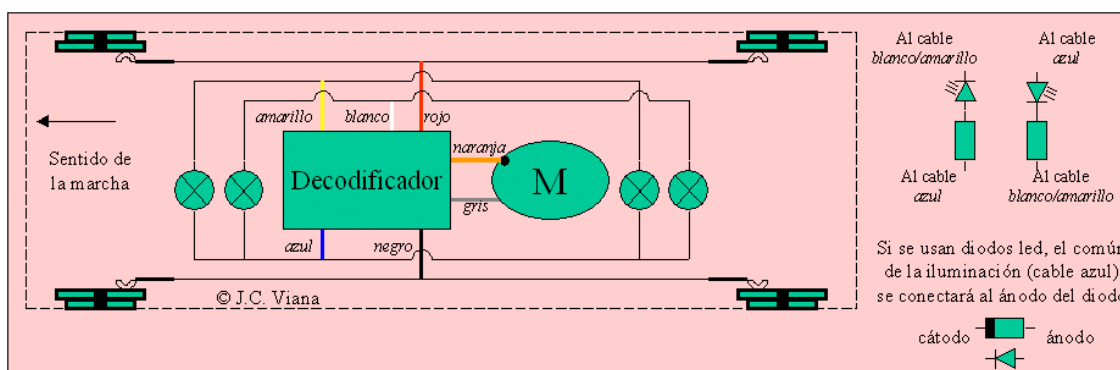 amarillo
blanco
rojo
Sentido de
la marcha
Decodificador
naranja
M
gris
azul
negro
© J.C. Viana
Al cable
blanco/amarillo
Al cable
azul
Al cable
azul
Al cable
blanco/amarillo
Si se usan diodos led, el común
de la iluminación (cable azul)
se conectará al ánodo del diodo
cátodo
ánodo